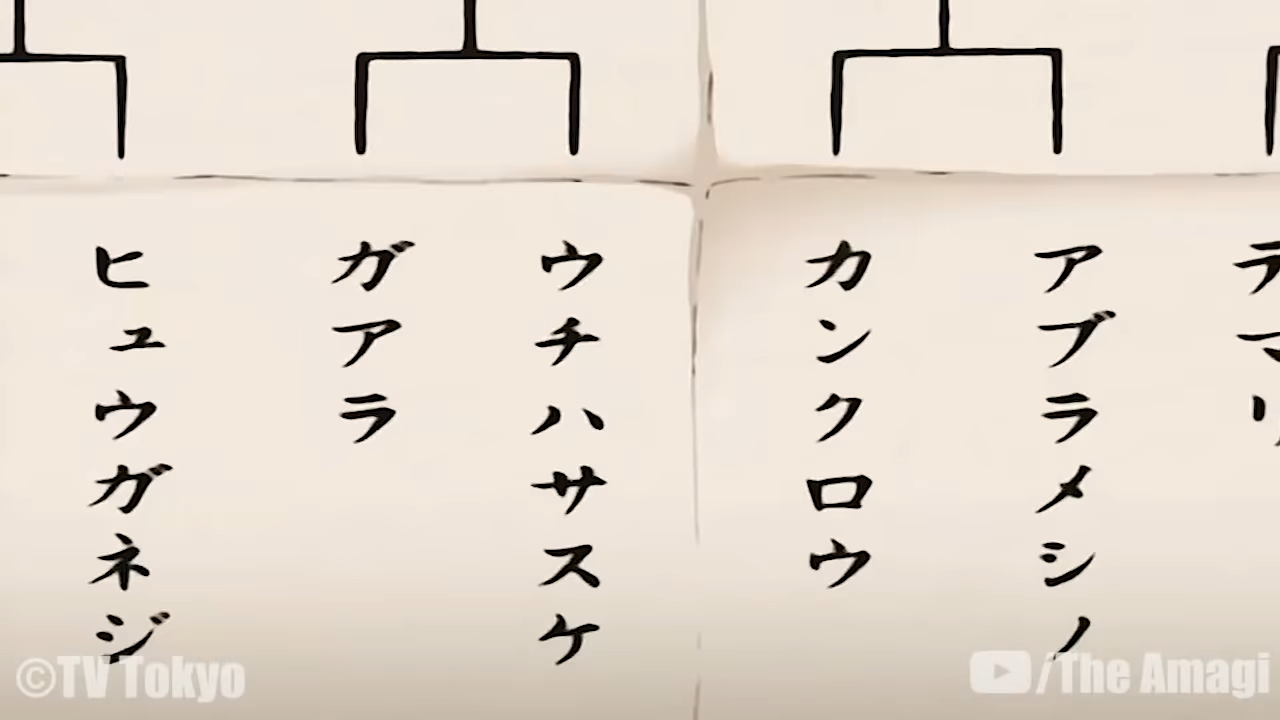 アブラメシノ
カンクロウ
ウチハサスケ
ガアラ
ヒュウガネジ
©TV Tokyo
/The Amagi